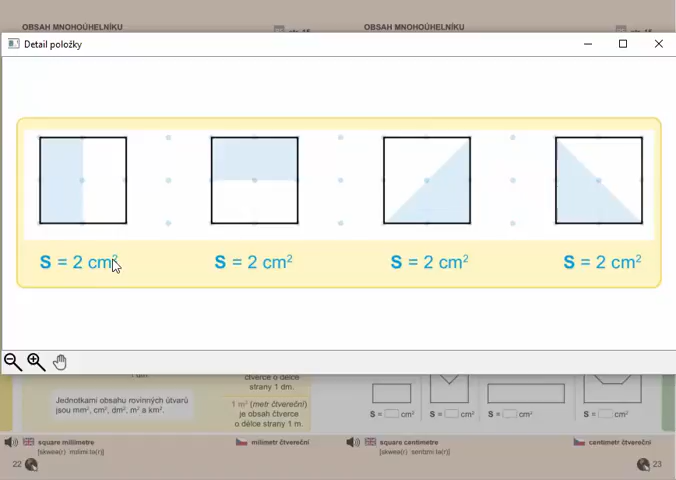 OBSAH MNOHOÚHELNÍKU
OBSAH MNOHOÚHELNÍKU
Detail položky
S = 2 cm²
S = 2 cm²
S = 2 cm²
S = 2 cm²
čtverce o délce
strany 1 dm.
Jednotkami obsahu rovinných útvarů
jsou mm², cm², dm², m² a km².
1 m² (metr čtvereční)
je obsah čtverce
o délce strany 1 m.
S = cm²
S = cm²
S = cm²
S = cm²
square millimetre
milimetr čtvereční
square centimetre
centimetr čtvereční
22
23